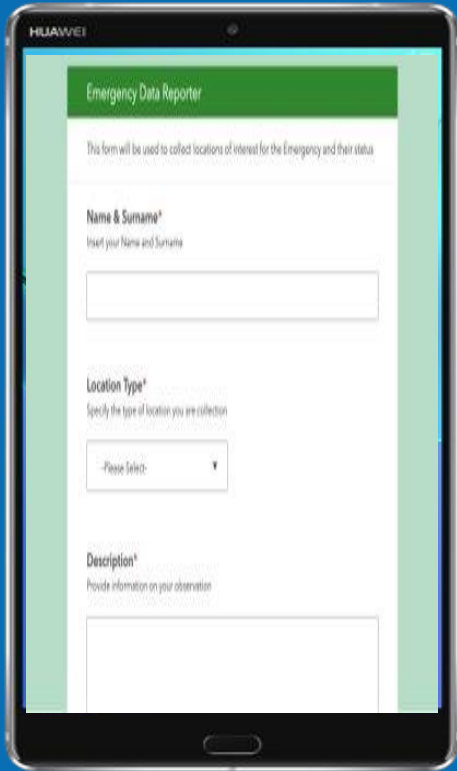 HUAWEI
Emergency Data Reporter
This form will be used to collect locations of interest for the Emergency and their status
Name & Surname*
Insert your Name and Surname
Location Type*
Specify the type of location you are collection
-Please Select-
Description*
Provide information on your observation